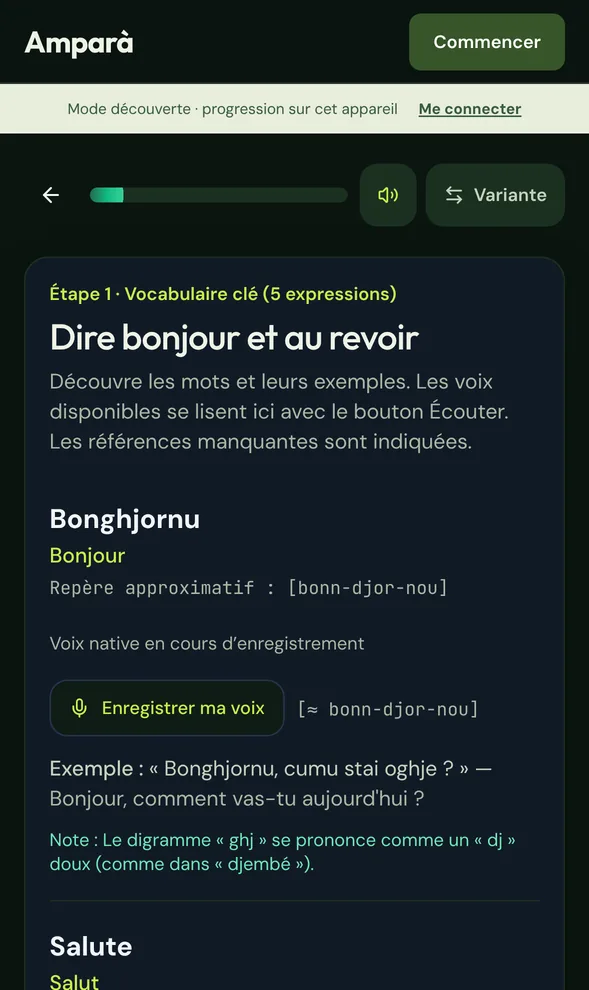 Amparà
Commencer
Mode découverte · progression sur cet appareil Me connecter
Variante
Étape 1 · Vocabulaire clé (5 expressions)
Dire bonjour et au revoir
Découvre les mots et leurs exemples. Les voix
disponibles se lisent ici avec le bouton Écouter.
Les références manquantes sont indiquées.
Bonghjornu
Bonjour
Repère approximatif : [bonn-djor-nou]
Voix native en cours d’enregistrement
Enregistrer ma voix [≈ bonn-djor-nou]
Exemple : « Bonghjornu, cumu stai oghje ? » —
Bonjour, comment vas-tu aujourd'hui ?
Note : Le digramme « ghj » se prononce comme un « dj »
doux (comme dans « djembé »).
Salute
Salut